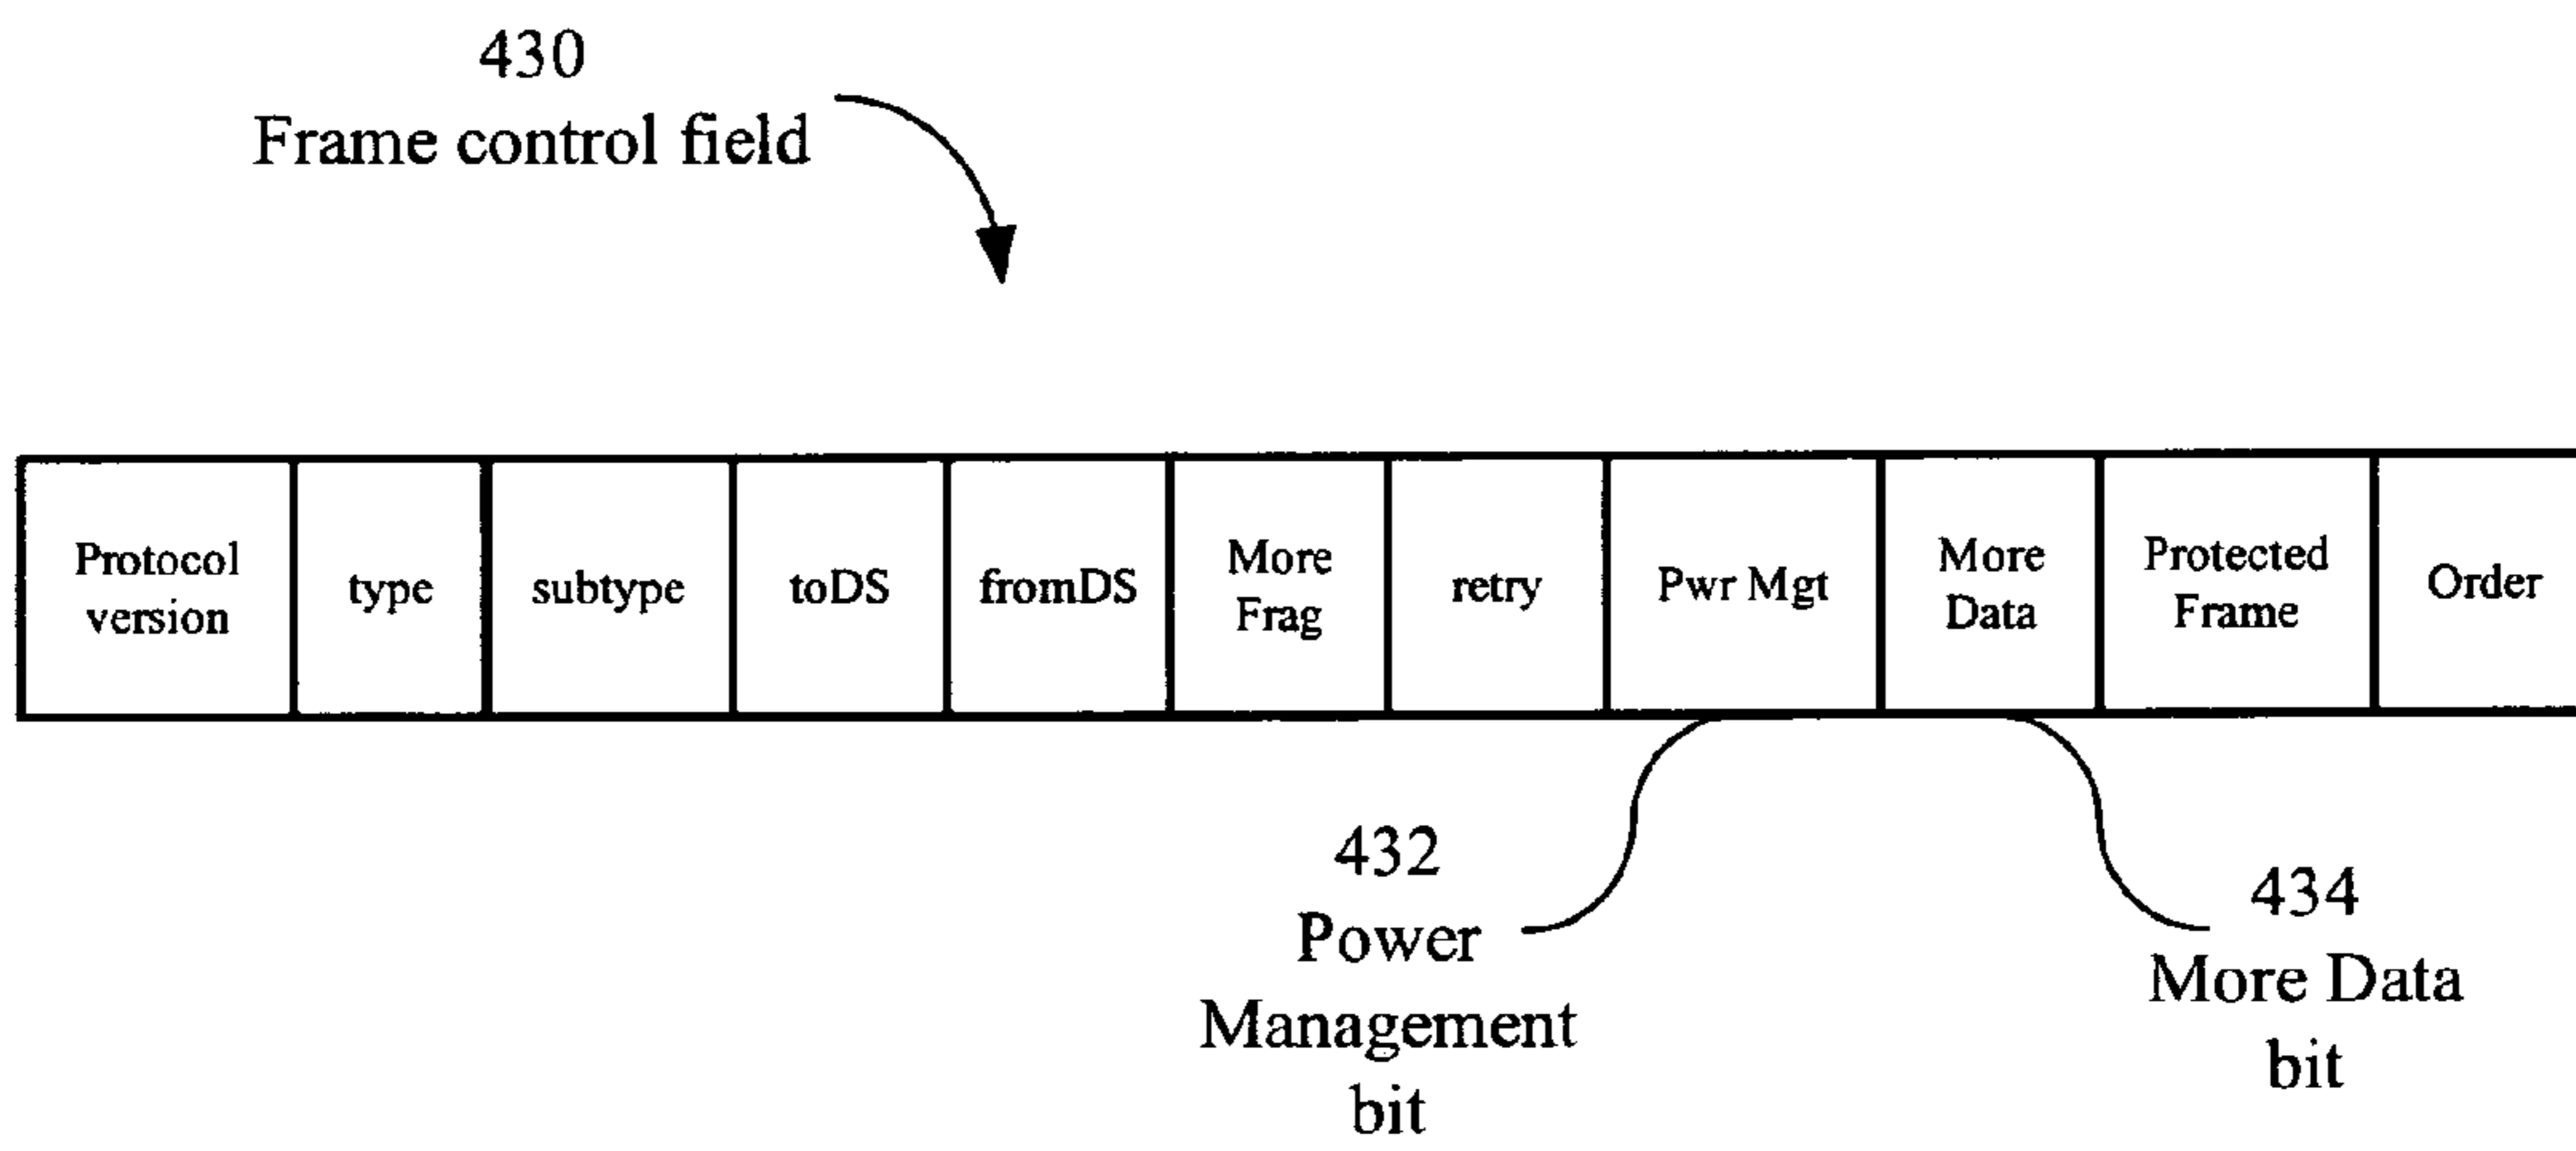 430
Frame control field
Protocol
version
type
subtype
toDS
fromDS
More
Frag
retry
Pwr Mgt
More
Data
Protected
Frame
Order
432
Power
Management
bit
434
More Data
bit